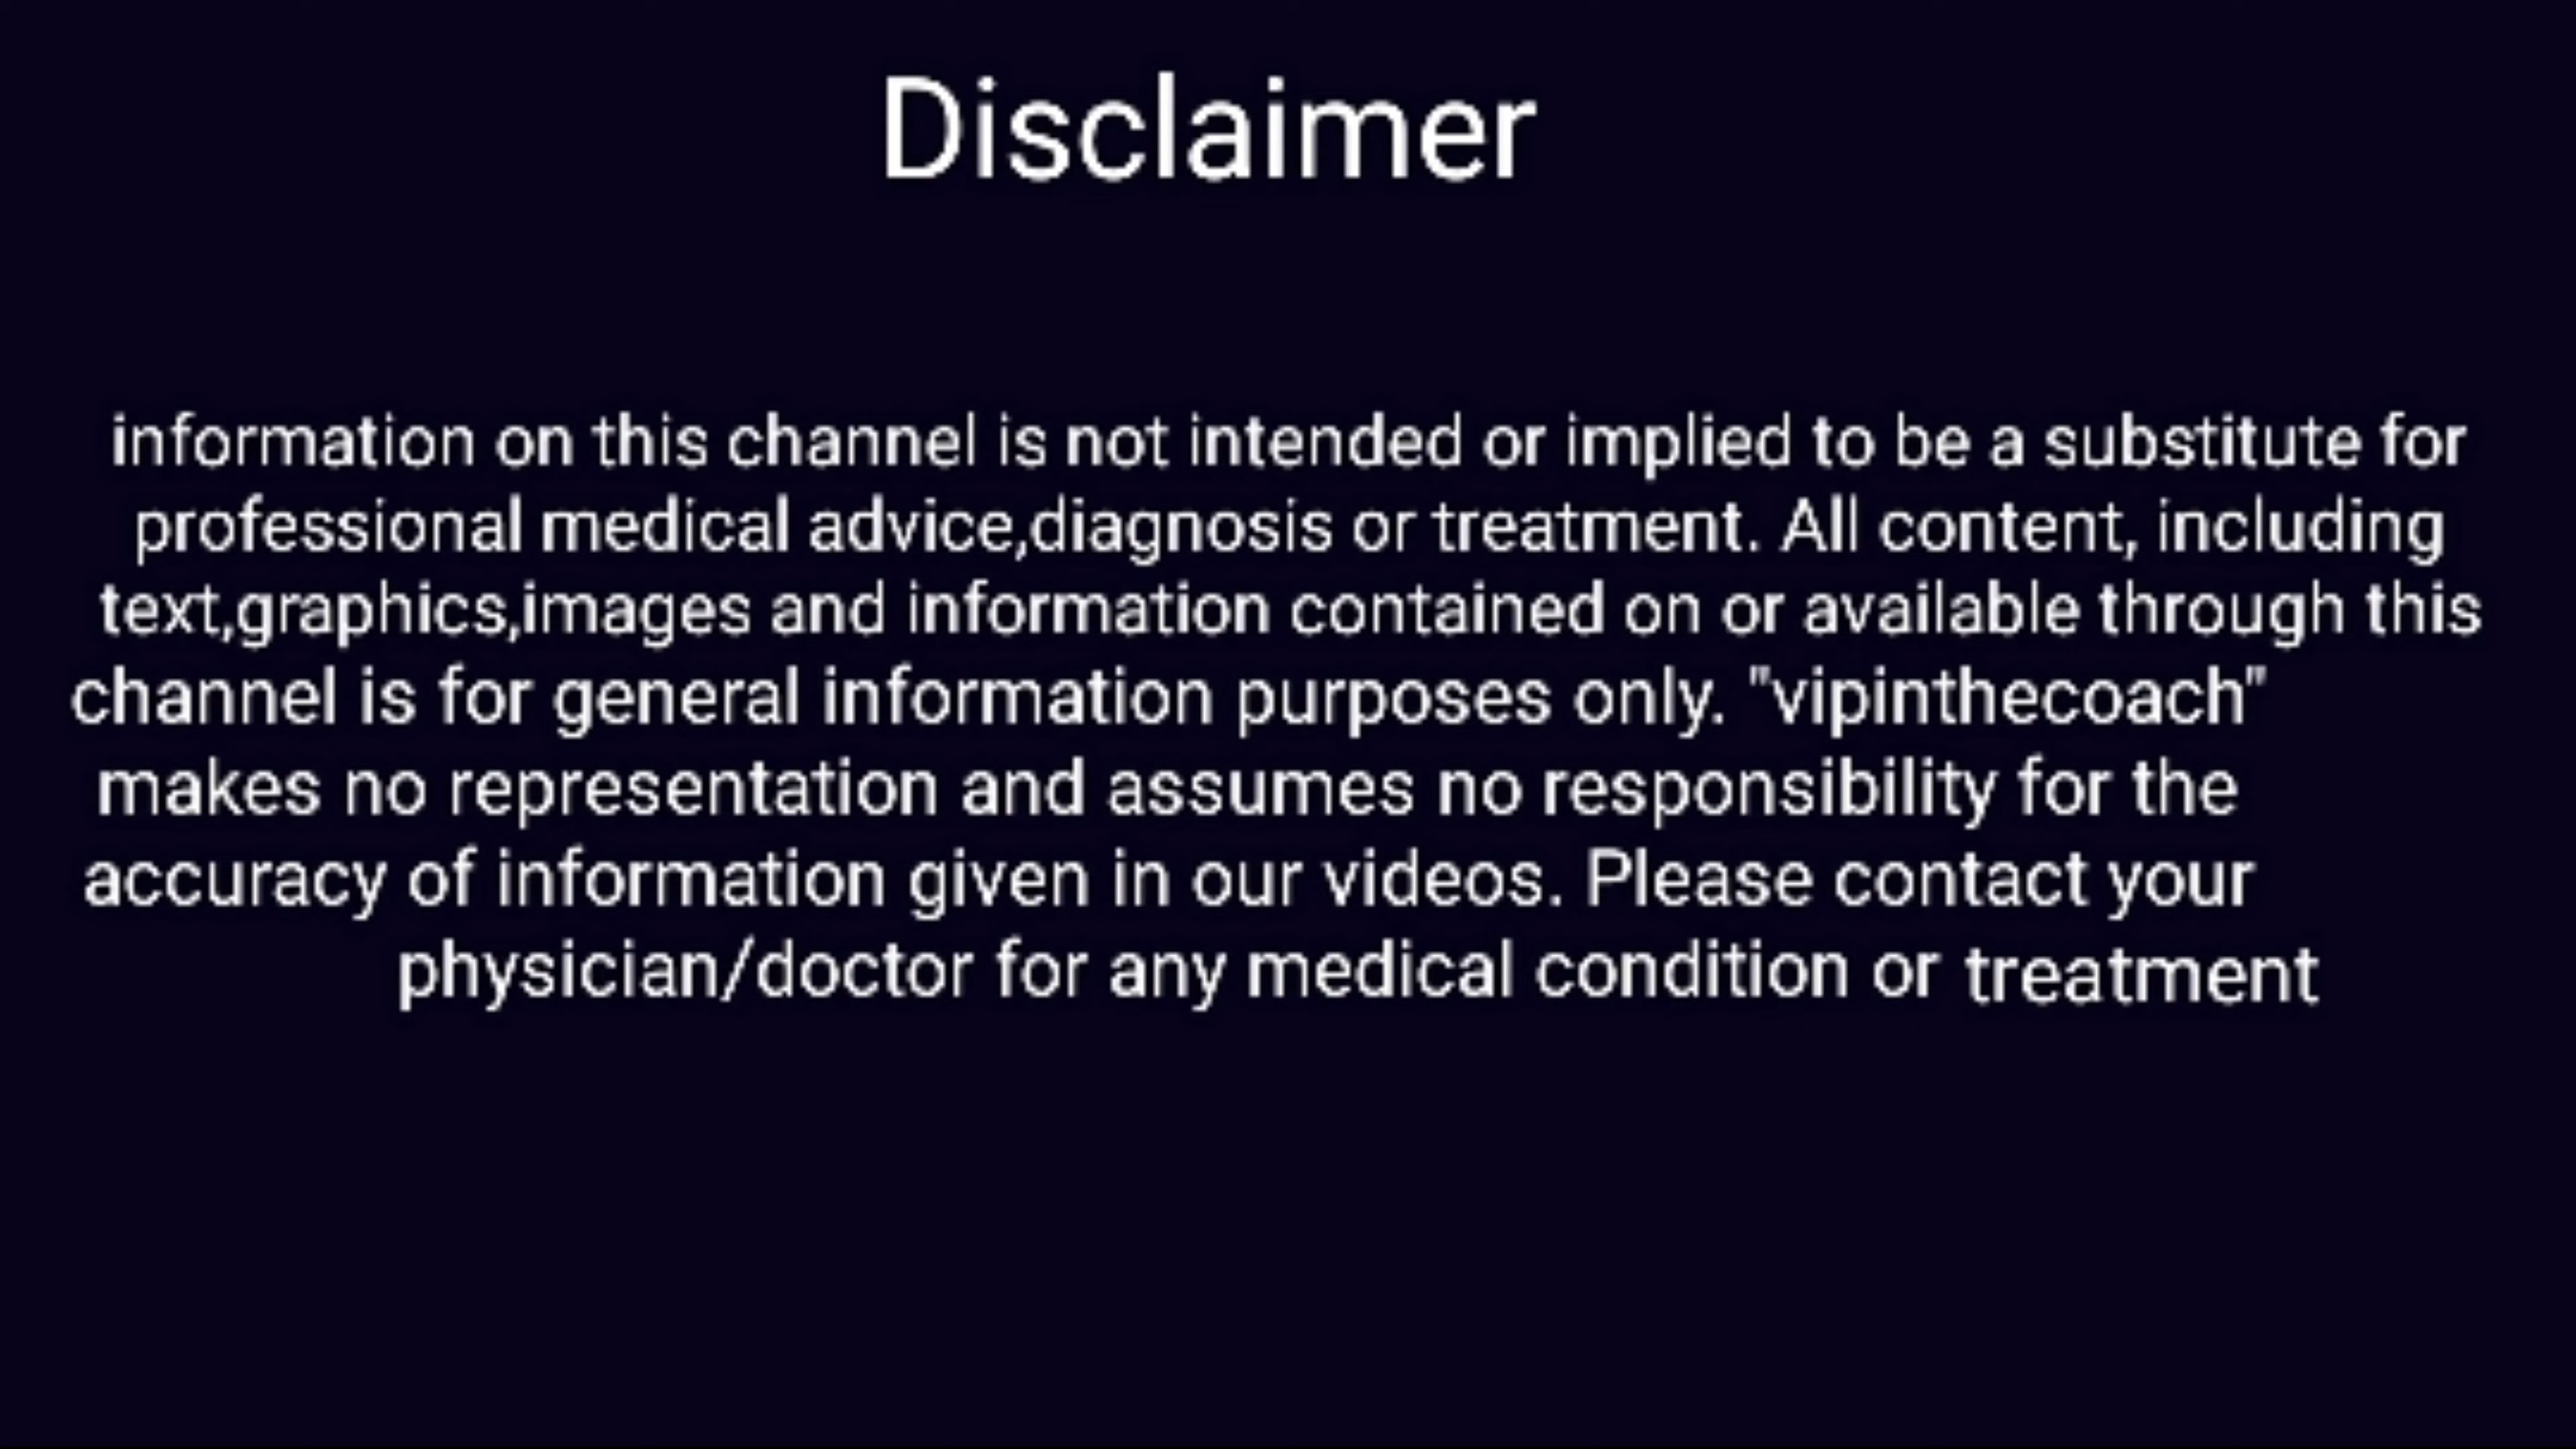 Disclaimer
information on this channel is not intended or implied to be a substitute for
professional medical advice,diagnosis or treatment. All content, including
text,graphics,images and information contained on or available through this
channel is for general information purposes only. "vipinthecoach"
makes no representation and assumes no responsibility for the
accuracy of information given in our videos. Please contact your
physician/doctor for any medical condition or treatment